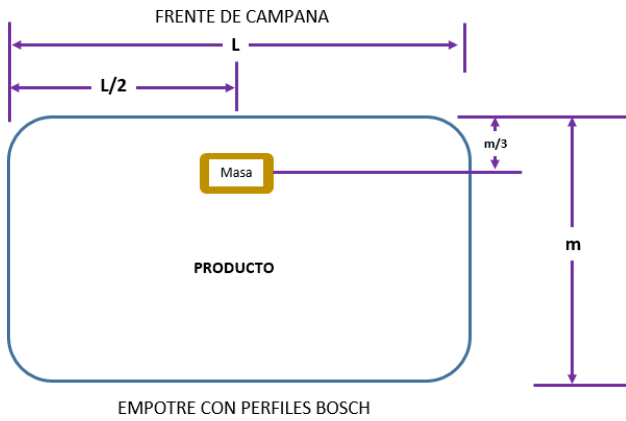 FRENTE DE CAMPANA
L
L/2
m/3
Masa
m
PRODUCTO
EMPOTRE CON PERFILES BOSCH